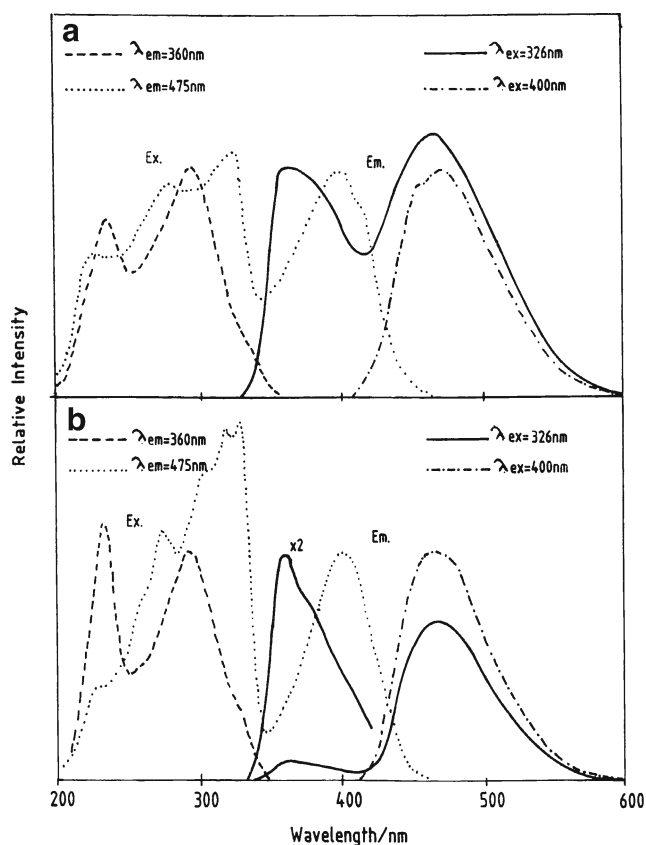 a
λem=360nm λex=326nm
λem=475nm λex=400nm
Ex. Em.
Relative Intensity
b
λem=360nm λex=326nm
λem=475nm λex=400nm
Ex. x2 Em.
200 300 400 500 600
Wavelength/nm